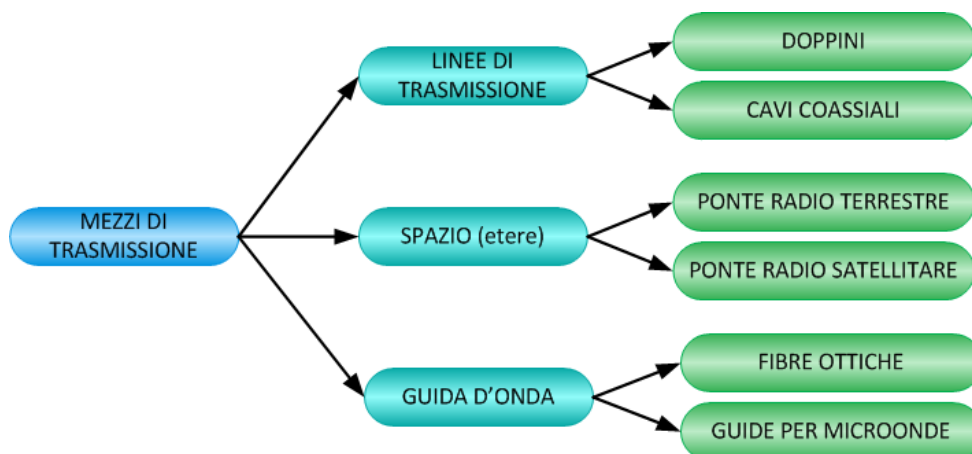 MEZZI DI
TRASMISSIONE
LINEE DI
TRASMISSIONE
DOPPINI
CAVI COASSIALI
SPAZIO (etere)
PONTE RADIO TERRESTRE
PONTE RADIO SATELLITARE
GUIDA D'ONDA
FIBRE OTTICHE
GUIDE PER MICROONDE